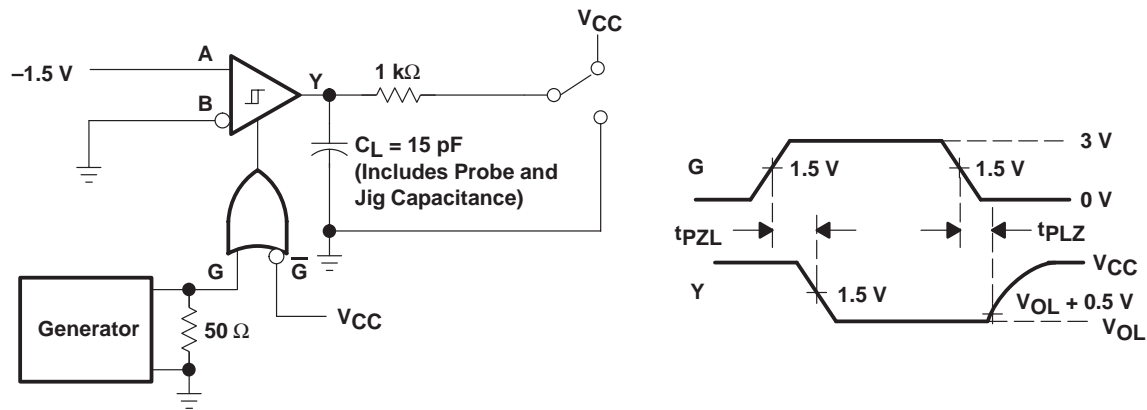 VCC
A
–1.5 V
Y
1 kΩ
B
CL = 15 pF
(Includes Probe and
Jig Capacitance)
G
G
VCC
Generator
50 Ω
3 V
G
1.5 V
1.5 V
0 V
tPZL
tPLZ
VCC
Y
1.5 V
VOL + 0.5 V
VOL